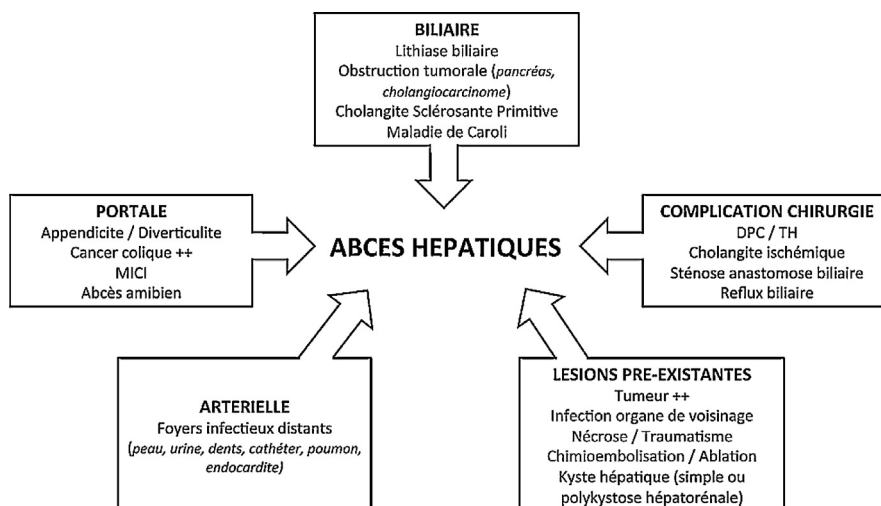 BILIAIRE
Lithiase biliaire
Obstruction tumorale (pancréas,
cholangiocarcinome)
Cholangite Sclérosante Primitive
Maladie de Caroli
PORTALE
Appendicite / Diverticulite
Cancer colique ++
MICI
Abcès amibien
ABCES HEPATIQUES
COMPLICATION CHIRURGIE
DPC / TH
Cholangite ischémique
Sténose anastomose biliaire
Reflux biliaire
ARTERIELLE
Foyers infectieux distants
(peau, urine, dents, cathéter, poumon,
endocardite)
LESIONS PRE-EXISTANTES
Tumeur ++
Infection organe de voisinage
Nécrose / Traumatisme
Chimioembolisation / Ablation
Kyste hépatique (simple ou
polykystose hépatorénale)